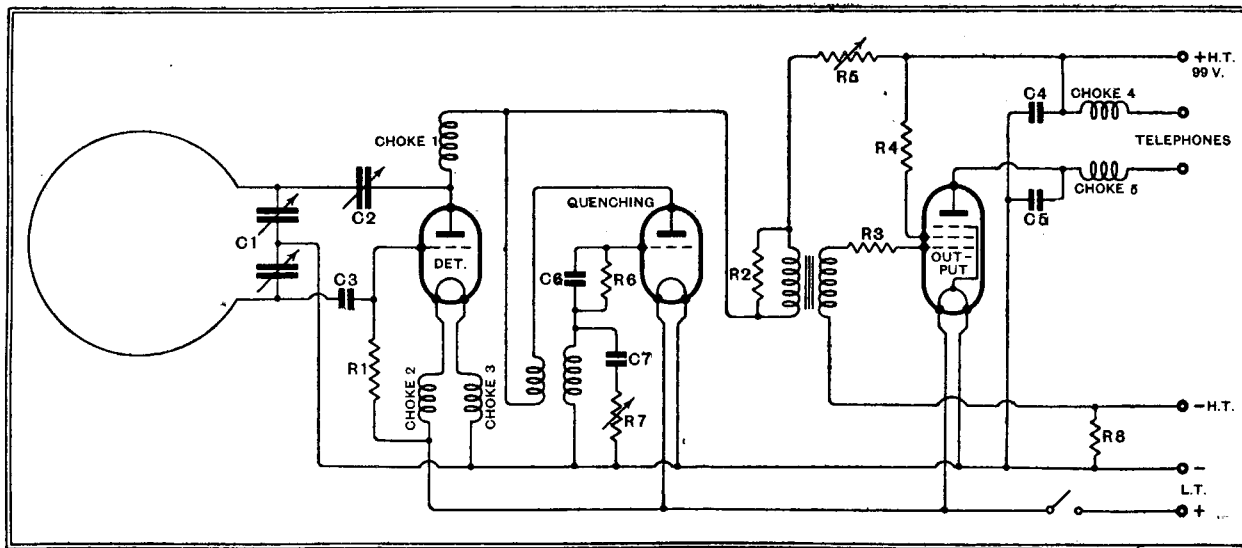 +H.T.
99 V.
R5
C4
CHOKE 4
CHOKE 1
TELEPHONES
R4
C2
QUENCHING
CHOKE 5
C5
C1
R3
DET.
OUT-
PUT
C6
R6
R2
C3
C7
R1
CHOKE 2
CHOKE 3
R7
-H.T.
R8
-
L.T.
+